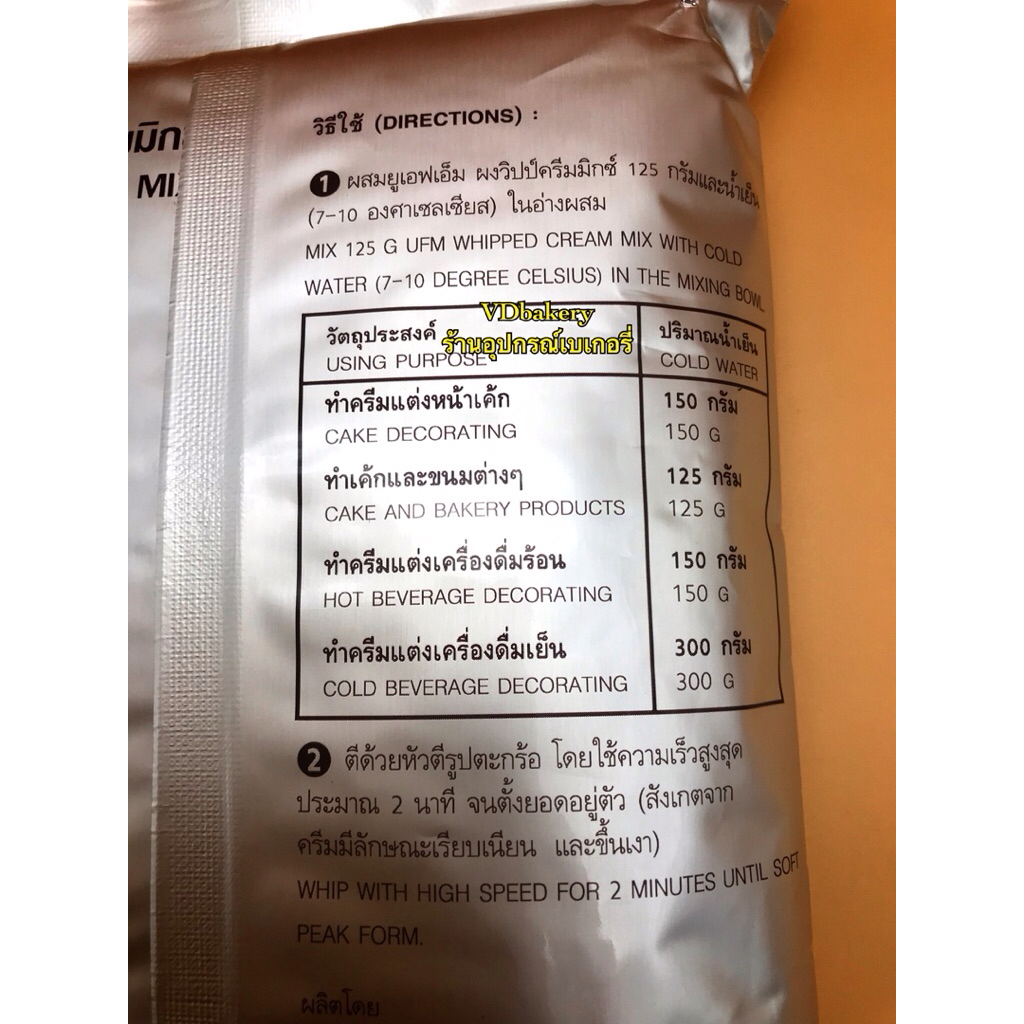 MI
วิธีใช้ (DIRECTIONS) :
1 ผสมยูเอฟเอ็ม ผงวิปป์ครีมมิกซ์ 125 กรัมและน้ำเย็น
(7-10 องศาเซลเซียส) ในอ่างผสม
MIX 125 G UFM WHIPPED CREAM MIX WITH COLD
WATER (7-10 DEGREE CELSIUS) IN THE MIXING BOWL
VDbakery
ร้านอุปกรณ์เบเกอรี่
วัตถุประสงค์ ปริมาณน้ำเย็น
USING PURPOSE COLD WATER
ทำครีมแต่งหน้าเค้ก 150 กรัม
CAKE DECORATING 150 G
ทำเค้กและขนมต่างๆ 125 กรัม
CAKE AND BAKERY PRODUCTS 125 G
ทำครีมแต่งเครื่องดื่มร้อน 150 กรัม
HOT BEVERAGE DECORATING 150 G
ทำครีมแต่งเครื่องดื่มเย็น 300 กรัม
COLD BEVERAGE DECORATING 300 G
2 ตีด้วยหัวตีรูปตะกร้อ โดยใช้ความเร็วสูงสุด
ประมาณ 2 นาที จนตั้งยอดอยู่ตัว (สังเกตจาก
ครีมมีลักษณะเรียบเนียน และขึ้นเงา)
WHIP WITH HIGH SPEED FOR 2 MINUTES UNTIL SOFT
PEAK FORM.
ผลิตโดย